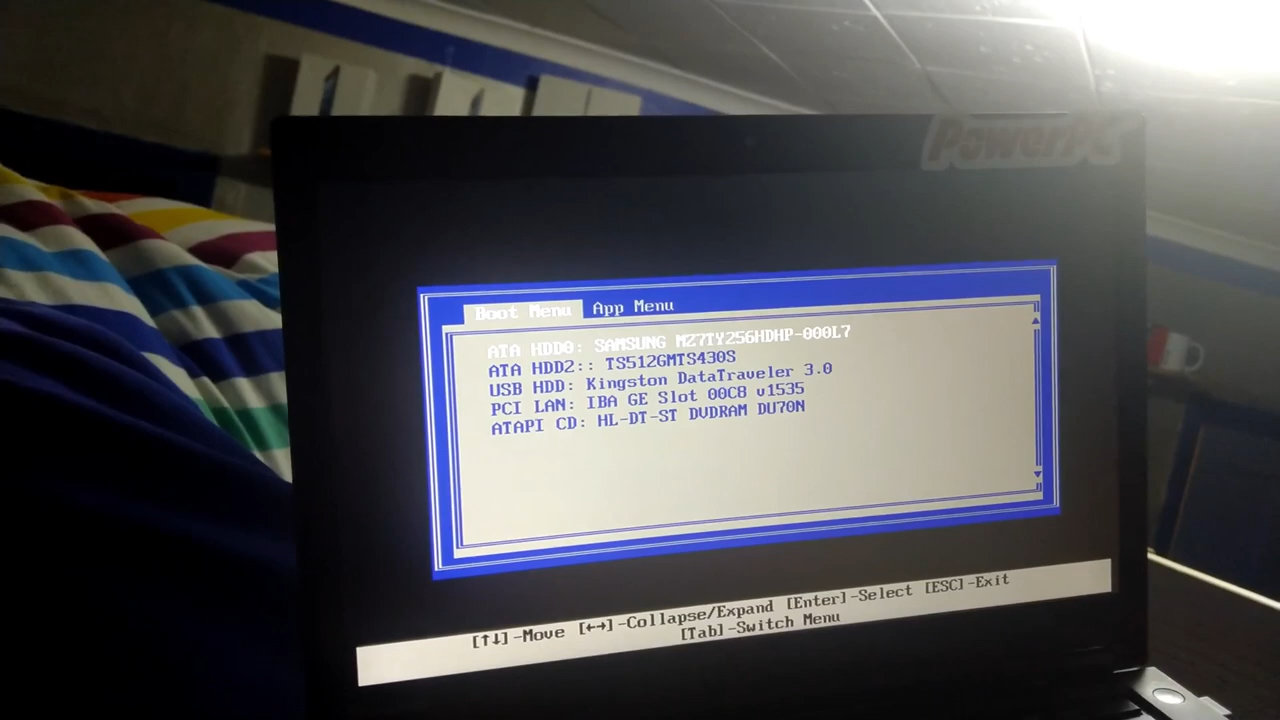 PowerPC
Boot Menu App Menu
ATA HDD0: SAMSUNG MZ7TY256HDHP-000L7
ATA HDD2:: TS512GMTS430S
USB HDD: Kingston DataTraveler 3.0
PCI LAN: IBA GE Slot 00C8 v1535
ATAPI CD: HL-DT-ST DVDRAM DU70N
[↑↓]-Move [←→]-Collapse/Expand [Enter]-Select [ESC]-Exit
[Tab]-Switch Menu